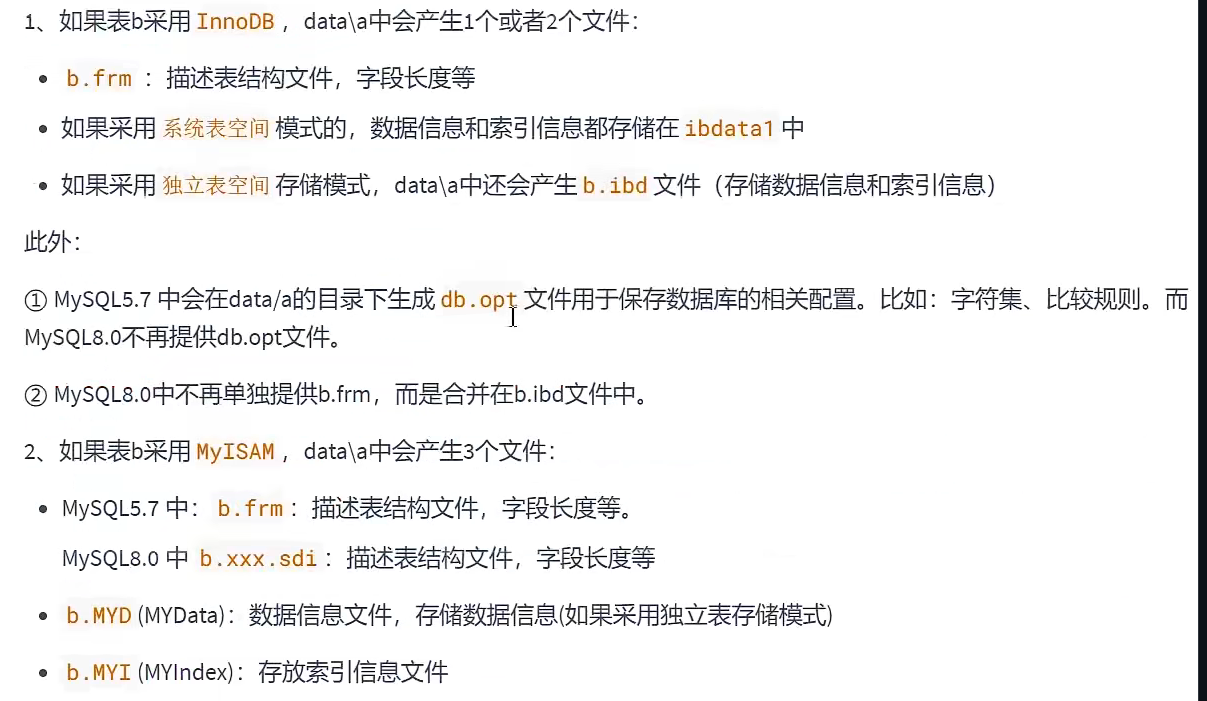 1、如果表b采用 InnoDB ，data\a中会产生1个或者2个文件：
b.frm ：描述表结构文件，字段长度等
如果采用 系统表空间 模式的，数据信息和索引信息都存储在 ibdata1 中
如果采用 独立表空间 存储模式，data\a中还会产生 b.ibd 文件（存储数据信息和索引信息）
此外：
① MySQL5.7 中会在data/a的目录下生成 db.opt 文件用于保存数据库的相关配置。比如：字符集、比较规则。而
MySQL8.0不再提供db.opt文件。
② MySQL8.0中不再单独提供b.frm，而是合并在b.ibd文件中。
2、如果表b采用 MyISAM ，data\a中会产生3个文件：
MySQL5.7 中： b.frm ：描述表结构文件，字段长度等。
MySQL8.0 中 b.xxx.sdi ：描述表结构文件，字段长度等
b.MYD (MYData)：数据信息文件，存储数据信息(如果采用独立表存储模式)
b.MYI (MYIndex)：存放索引信息文件